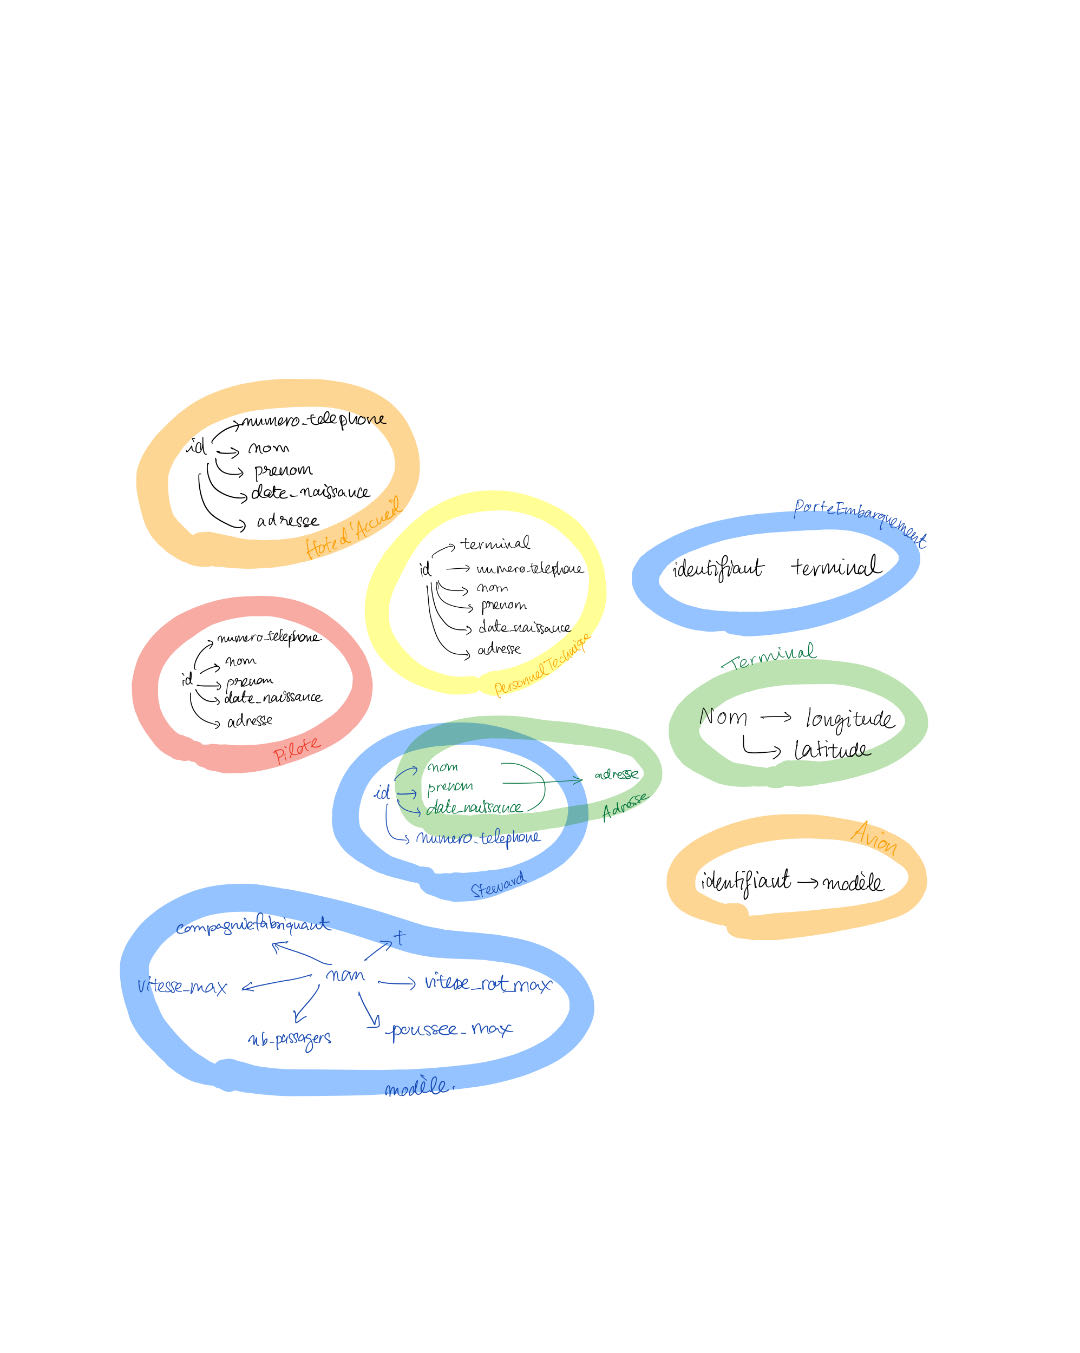 numero_telephone
id
nom
prenom
date_naissance
adresse
Hote d'Accueil
terminal
id
numero_telephone
nom
prenom
date_naissance
adresse
Personnel Technique
PorteEmbarquement
identifiant terminal
numero_telephone
nom
id
prenom
date_naissance
adresse
Pilote
Terminal
Nom longitude
latitude
nom
id prenom adresse
date_naissance
numero_telephone
Adresse
Steward
Avion
identifiant modèle
compagniefabriquant
t
vitesse_max nom vitesse_rot_max
nb_passagers poussee_max
modèle.